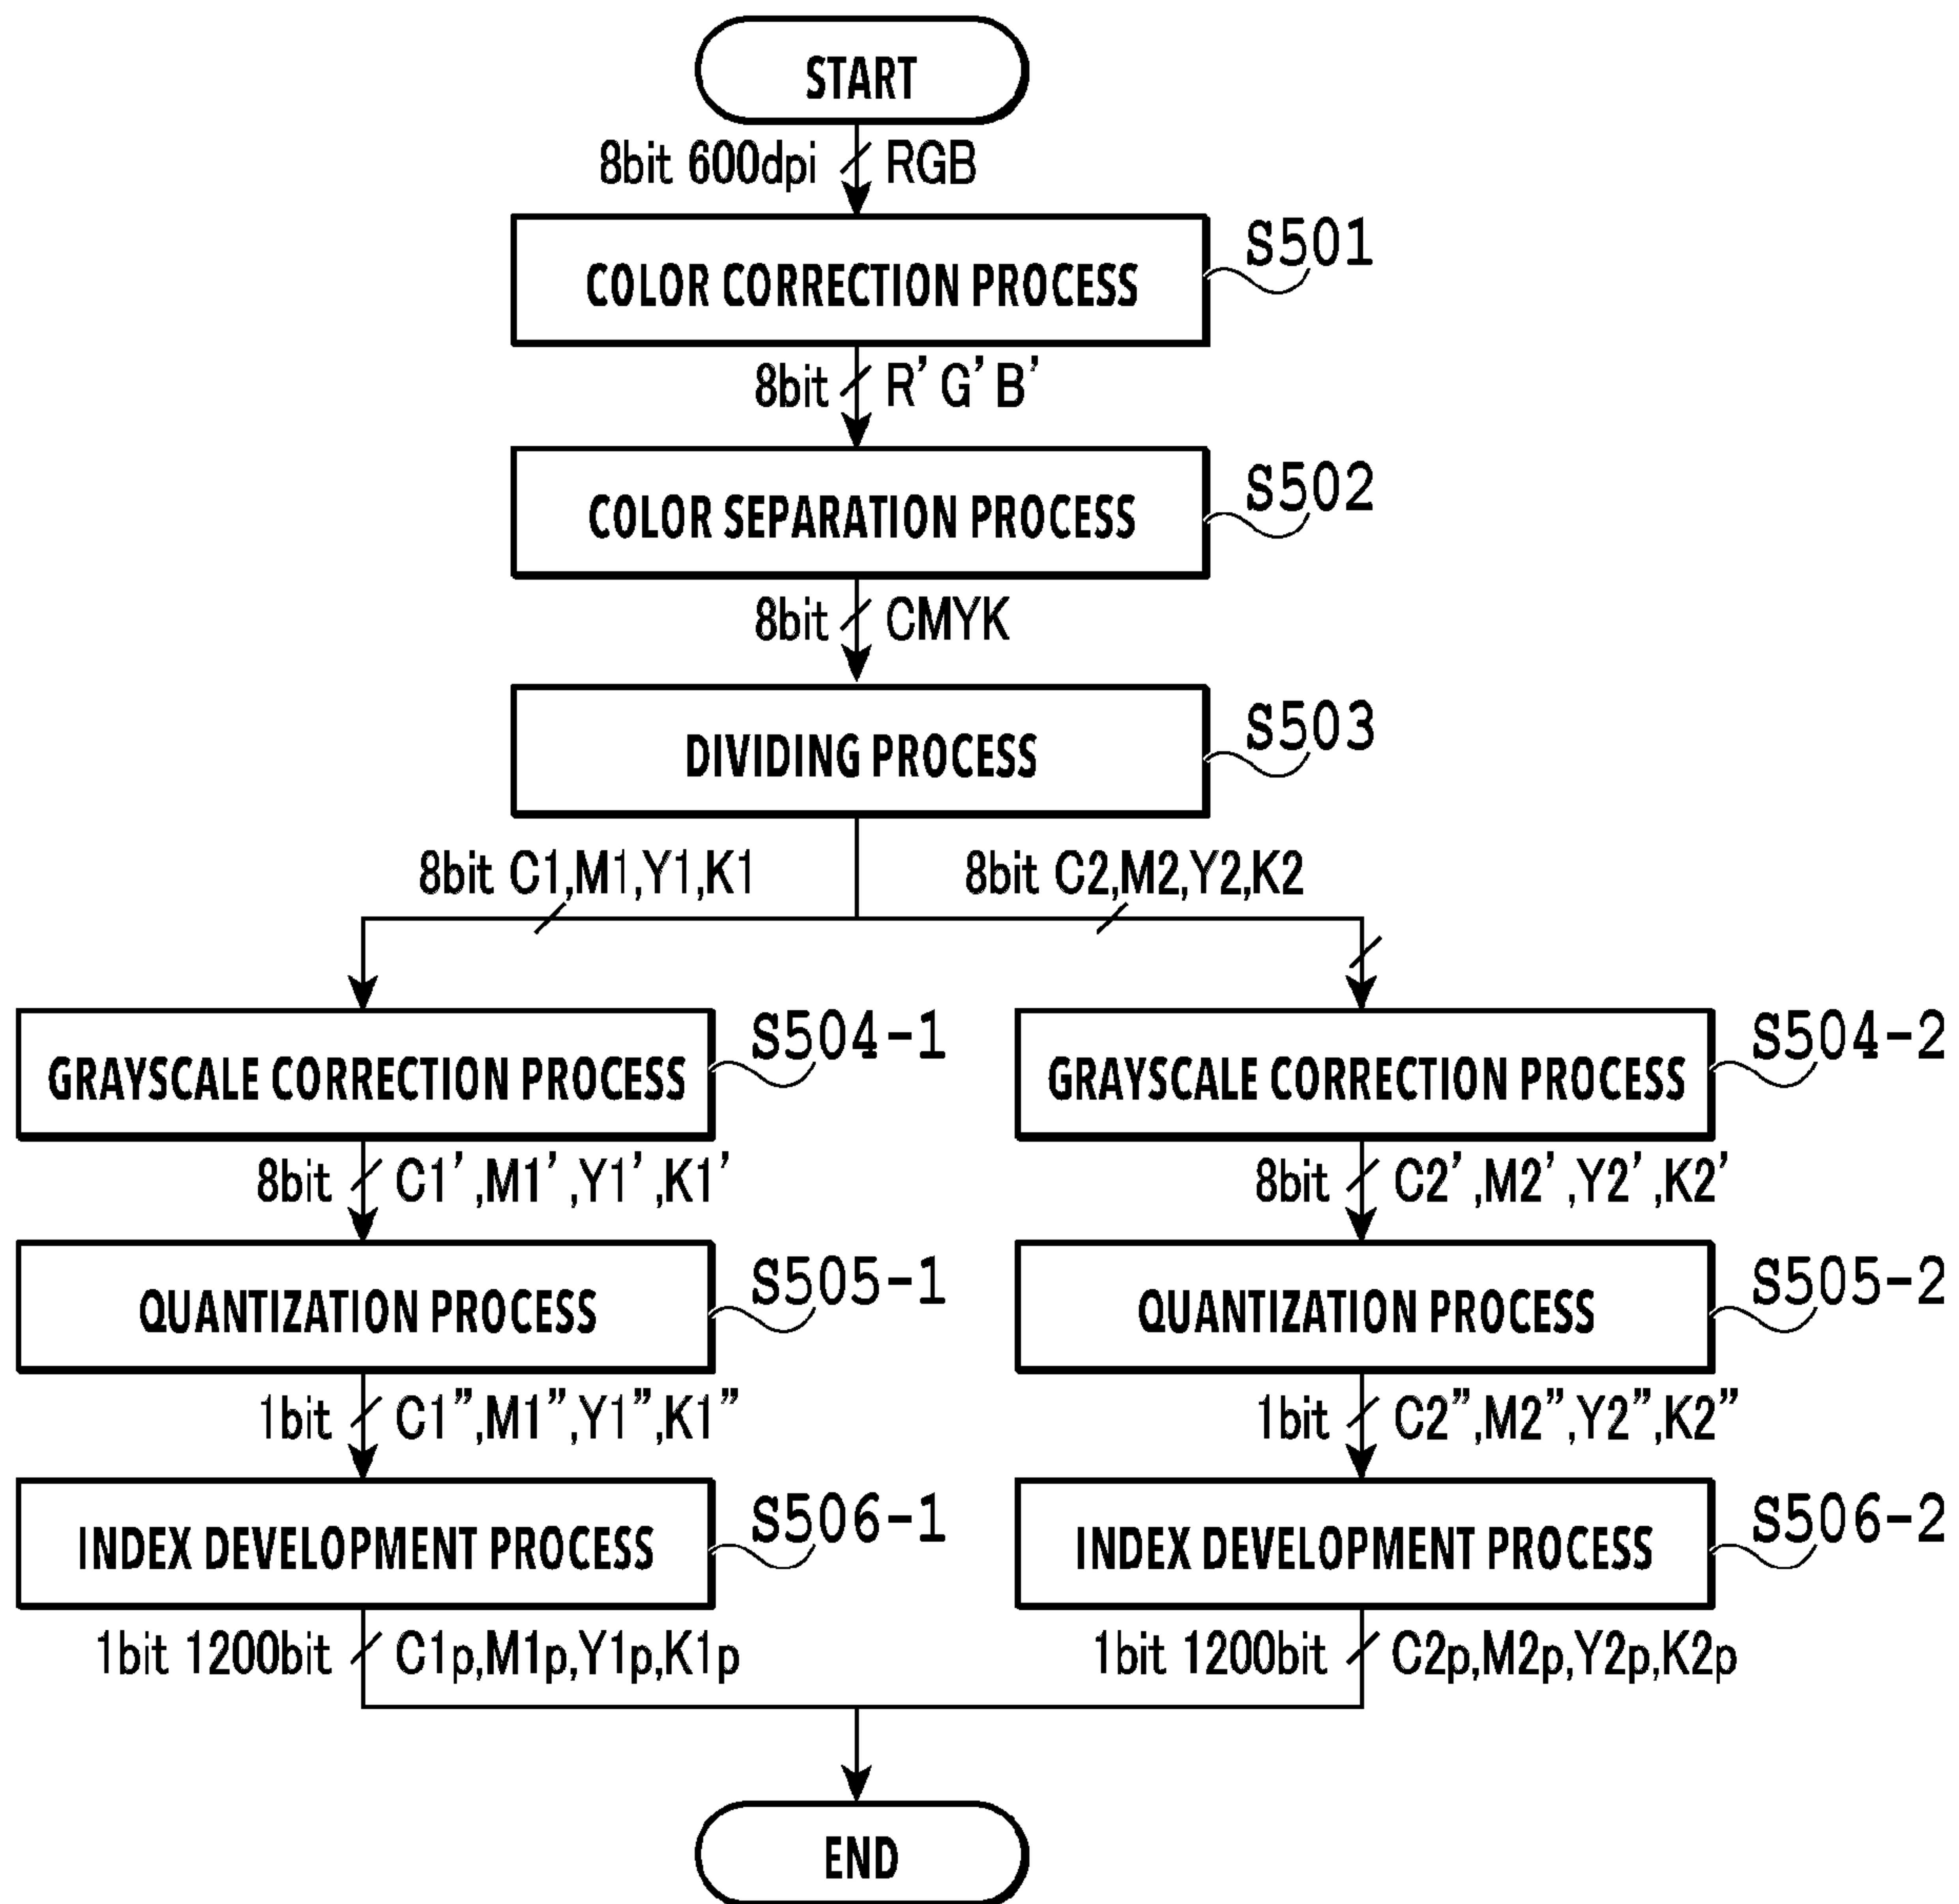 START
8bit 600dpi RGB
COLOR CORRECTION PROCESS S501
8bit R'G'B'
COLOR SEPARATION PROCESS S502
8bit CMYK
DIVIDING PROCESS S503
8bit C1,M1,Y1,K1 8bit C2,M2,Y2,K2
GRAYSCALE CORRECTION PROCESS S504-1 GRAYSCALE CORRECTION PROCESS S504-2
8bit C1',M1',Y1',K1' 8bit C2',M2',Y2',K2'
QUANTIZATION PROCESS S505-1 QUANTIZATION PROCESS S505-2
1bit C1",M1",Y1",K1" 1bit C2",M2",Y2",K2"
INDEX DEVELOPMENT PROCESS S506-1 INDEX DEVELOPMENT PROCESS S506-2
1bit 1200bit C1p,M1p,Y1p,K1p 1bit 1200bit C2p,M2p,Y2p,K2p
END